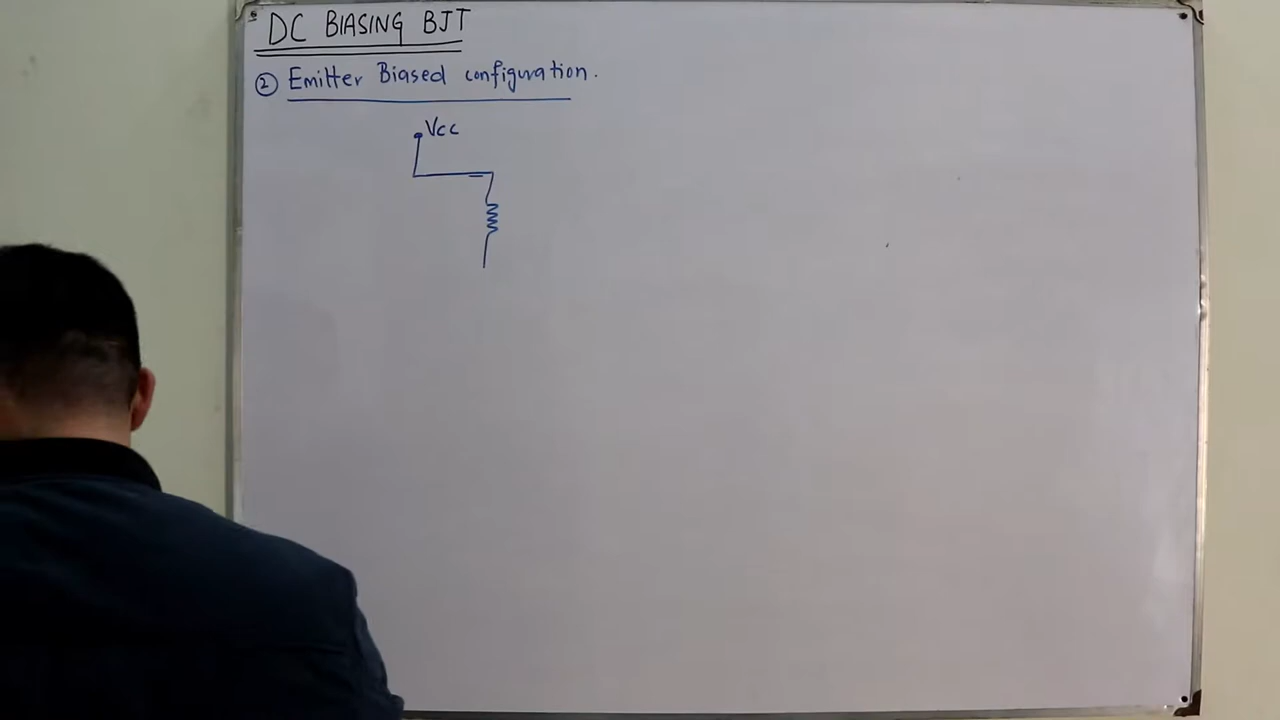 DC BIASING BJT
② Emitter Biased configuration.
Vcc